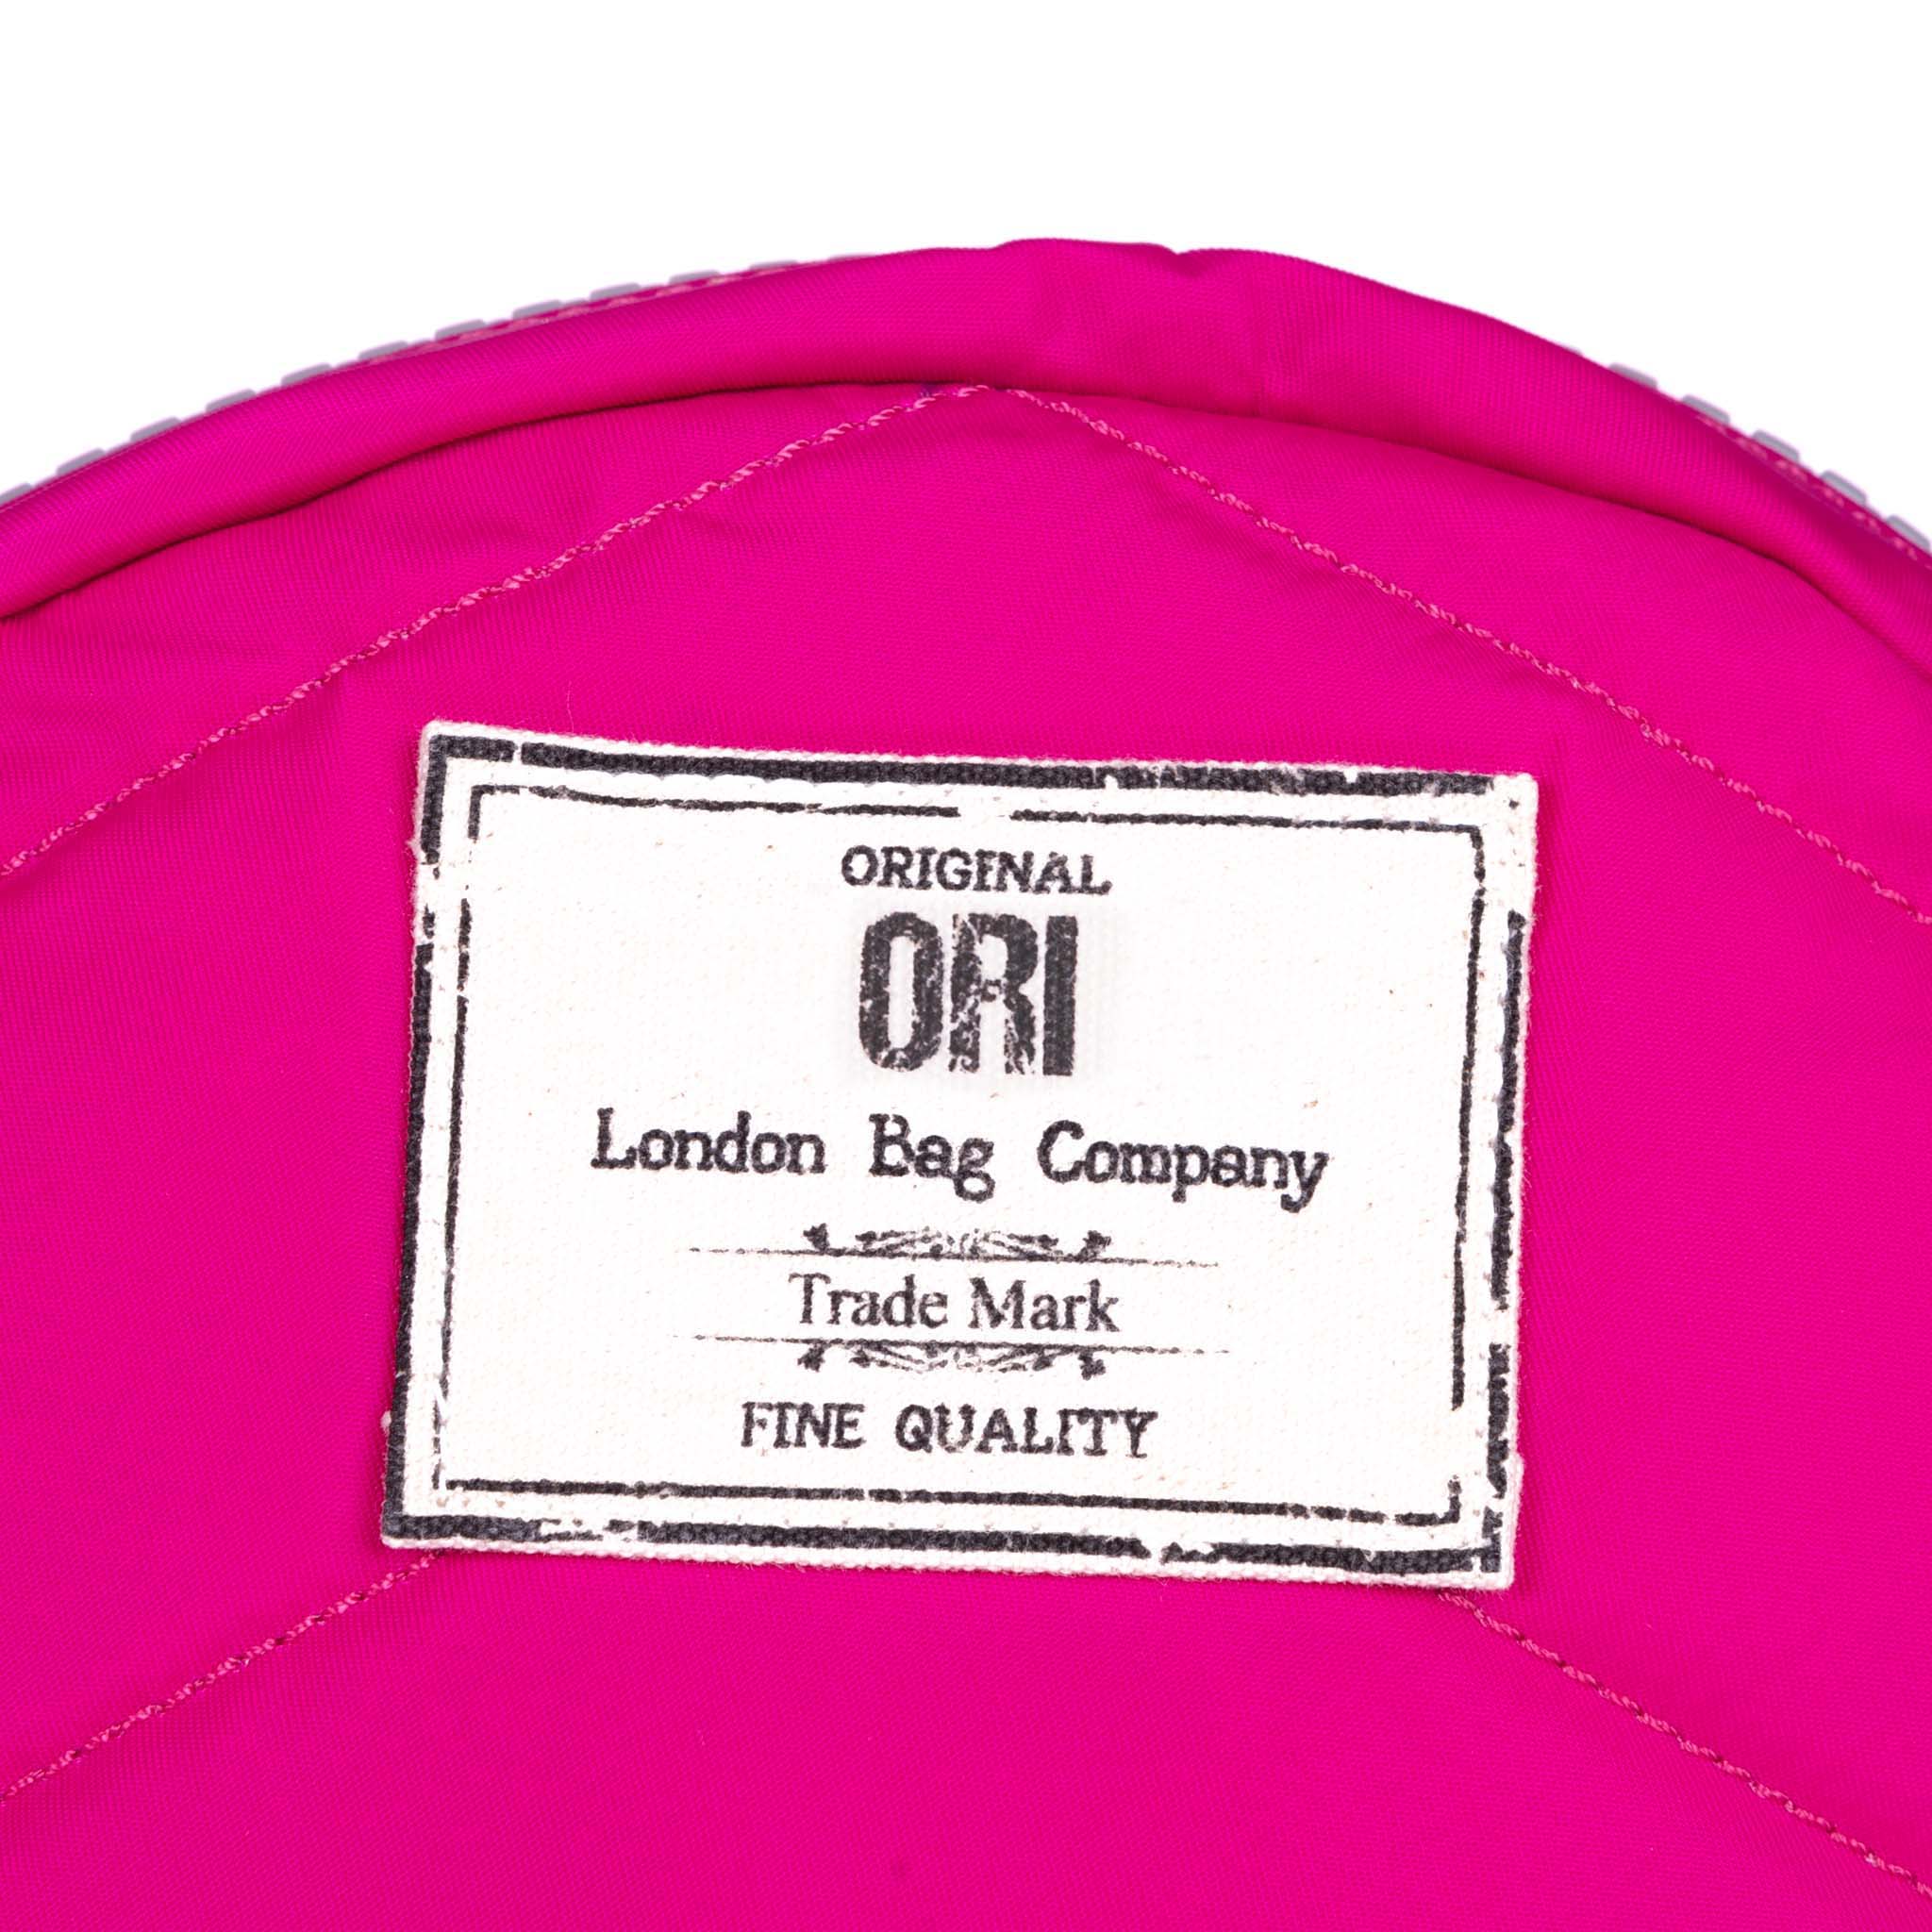 ORIGINAL
ORI
London Bag Company
Trade Mark
FINE QUALITY